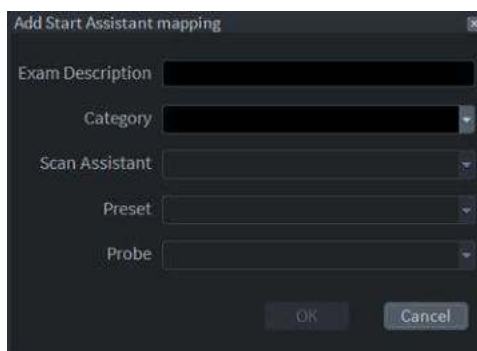 Add Start Assistant mapping
Exam Description
Category
Scan Assistant
Preset
Probe
OK Cancel